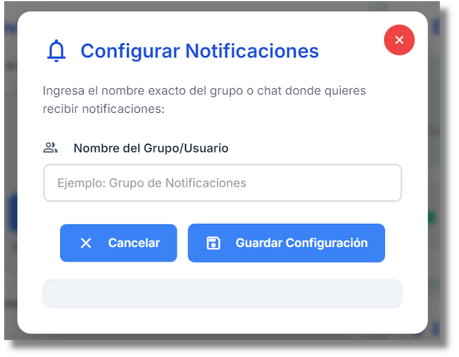 Configurar Notificaciones
Ingresa el nombre exacto del grupo o chat donde quieres
recibir notificaciones:
Nombre del Grupo/Usuario
Ejemplo: Grupo de Notificaciones
Cancelar
Guardar Configuración